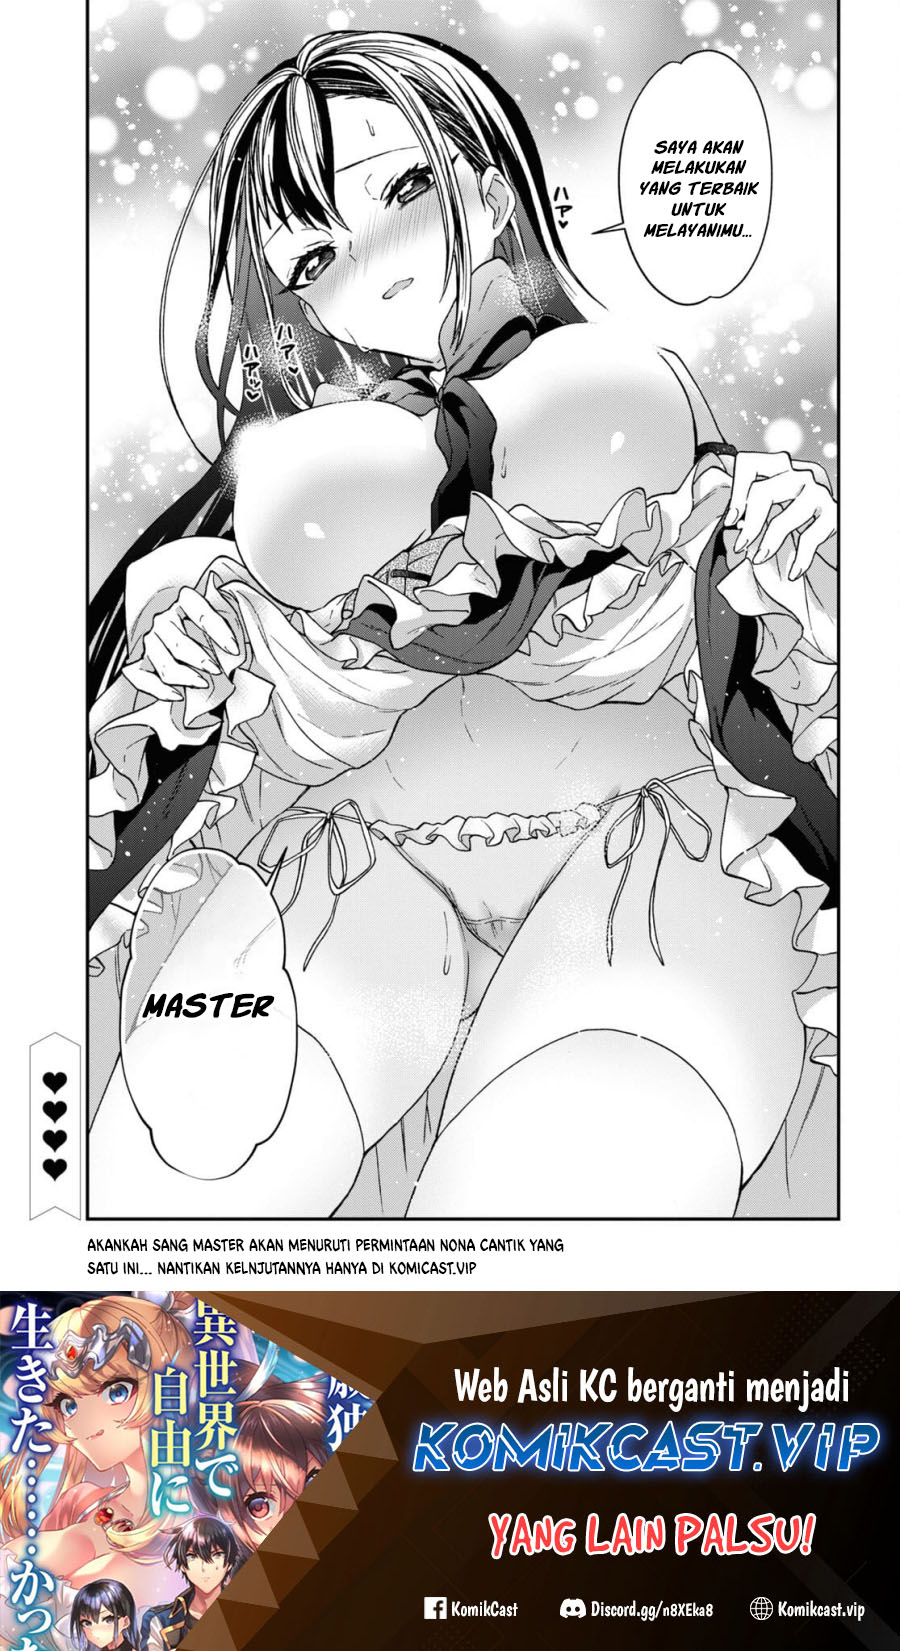 SAYA AKAN
MELAKUKAN
YANG TERBAIK
UNTUK
MELAYANIMU...
ハァ♥
ハァ♥
ハァ♥
MASTER
♥♥♥♥
AKANKAH SANG MASTER AKAN MENURUTI PERMINTAAN NONA CANTIK YANG
SATU INI... NANTIKAN KELNJUTANNYA HANYA DI KOMICAST.VIP
異世界で
自由に
生きた……かった
Web Asli KC berganti menjadi
KOMIKCAST.VIP
YANG LAIN PALSU!
KomikCast
Discord.gg/n8XEka8
Komikcast.vip